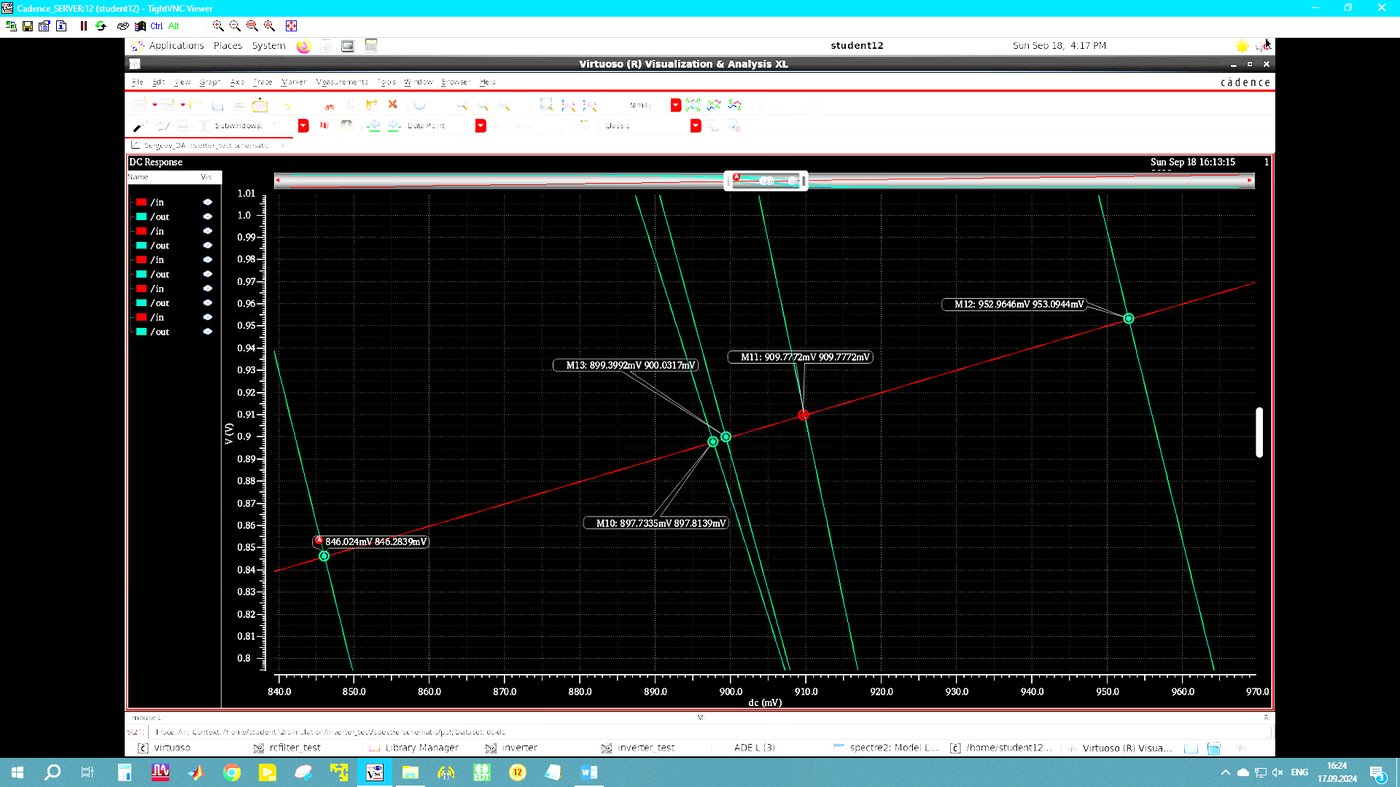 Cadence_SERVER:12 (student12) - TightVNC Viewer
Ctrl Alt
Applications Places System
student12
Sun Sep 18, 4:17 PM
Virtuoso (R) Visualization & Analysis XL
File Edit View Graph Axis Trace Marker Measurements Tools Window Browser Help
cādence
family
Subwindows:
Data Point
Classic
Sergeev_DA inverter_test schematic
DC Response
Sun Sep 18 16:13:15
1
Name Vis
/in
/out
/in
/out
/in
/out
/in
/out
/in
/out
1.01
1.0
0.99
0.98
0.97
0.96
0.95
0.94
0.93
0.92
0.91
0.9
0.89
0.88
0.87
0.86
0.85
0.84
0.83
0.82
0.81
0.8
V (V)
M12: 952.9646mV 953.0944mV
M11: 909.7772mV 909.7772mV
M13: 899.3992mV 900.0317mV
M10: 897.7335mV 897.8139mV
846.024mV 846.2839mV
840.0 850.0 860.0 870.0 880.0 890.0 900.0 910.0 920.0 930.0 940.0 950.0 960.0 970.0
dc (mV)
mouse L
M:
R
virtuoso
rcfilter_test
Library Manager
inverter
inverter_test
ADE L (3)
spectre2: Model L...
/home/student12...
Virtuoso (R) Visua...
EDT
12
ENG
16:24
17.09.2024
3